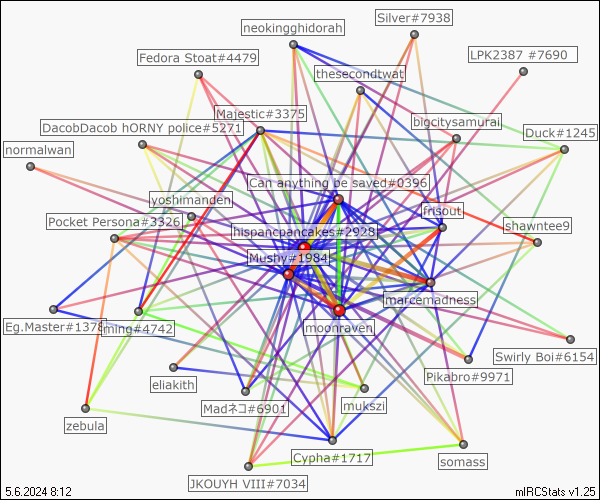 Silver#7938
neokingghidorah
Fedora Stoat#4479
LPK2387 #7690
thesecondtwat
Majestic#3375
bigcitysamurai
DacobDacob hORNY police#5271
Duck#1245
normalwan
Can anything be saved#0396
yoshimanden
frisout
Pocket Persona#3326
shawntee9
hispancpancakes#2928
Mushy#1984
marcemadness
Eg.Master#1378
ming#4742
moonraven
Swirly Boi#6154
Pikabro#9971
eliakith
Madネコ#6901
mukszi
zebula
Cypha#1717
somass
JKOUYH VIII#7034
5.6.2024 8:12
mIRCStats v1.25